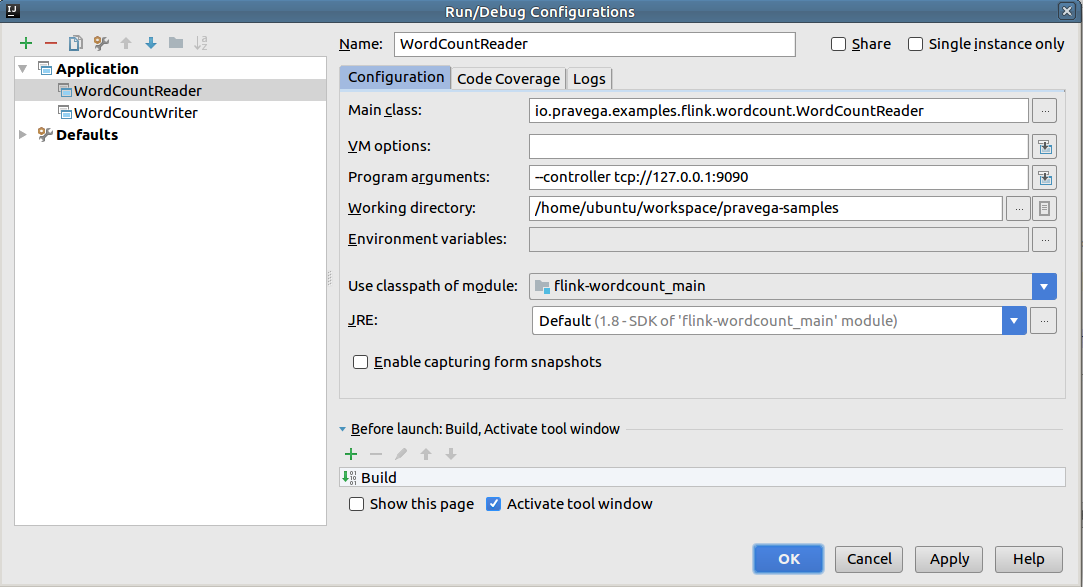 IJ
Run/Debug Configurations
Name: WordCountReader Share Single instance only
Application
WordCountReader
WordCountWriter
Defaults
Configuration Code Coverage Logs
Main class: io.pravega.examples.flink.wordcount.WordCountReader ...
VM options:
Program arguments: --controller tcp://127.0.0.1:9090
Working directory: /home/ubuntu/workspace/pravega-samples ...
Environment variables: ...
Use classpath of module: flink-wordcount_main
JRE: Default (1.8 - SDK of 'flink-wordcount_main' module) ...
Enable capturing form snapshots
Before launch: Build, Activate tool window
Build
Show this page Activate tool window
OK Cancel Apply Help